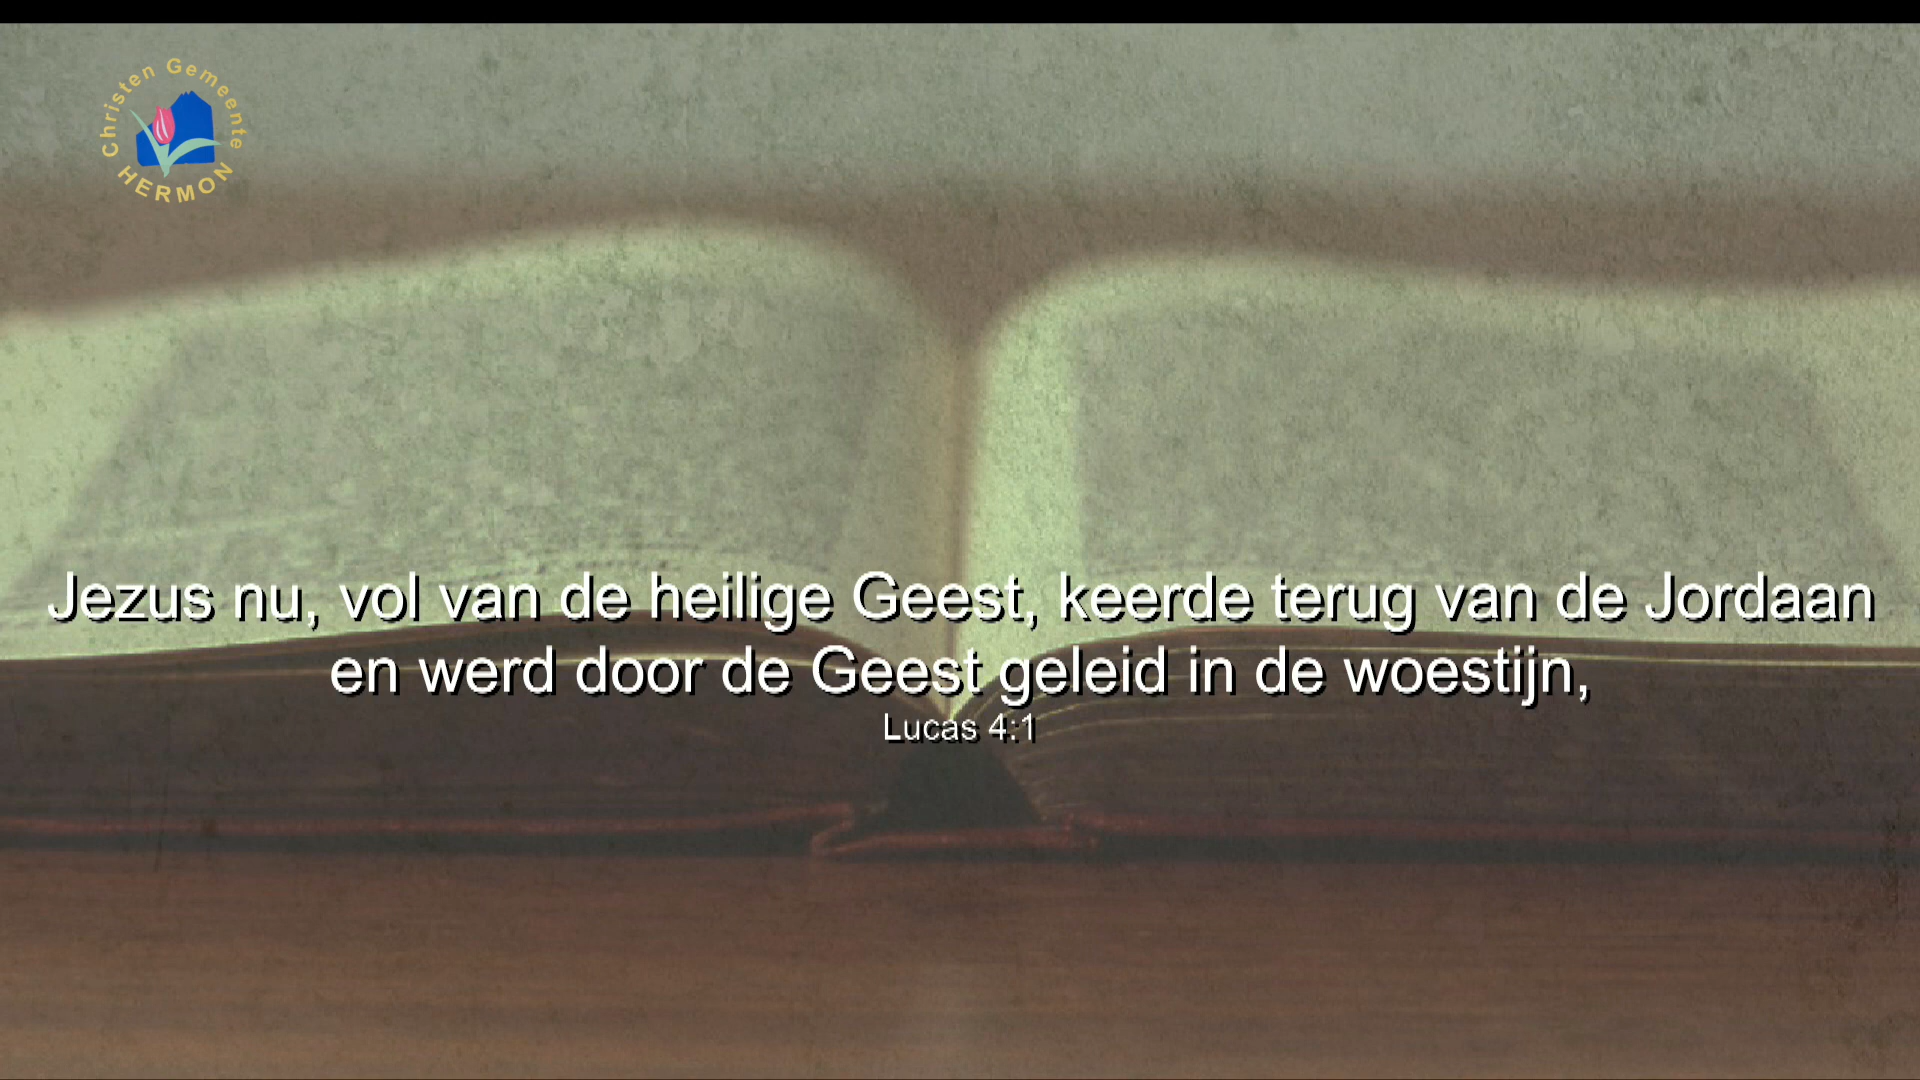 Christen Gemeente
HERMON
Jezus nu, vol van de heilige Geest, keerde terug van de Jordaan
en werd door de Geest geleid in de woestijn,
Lucas 4:1